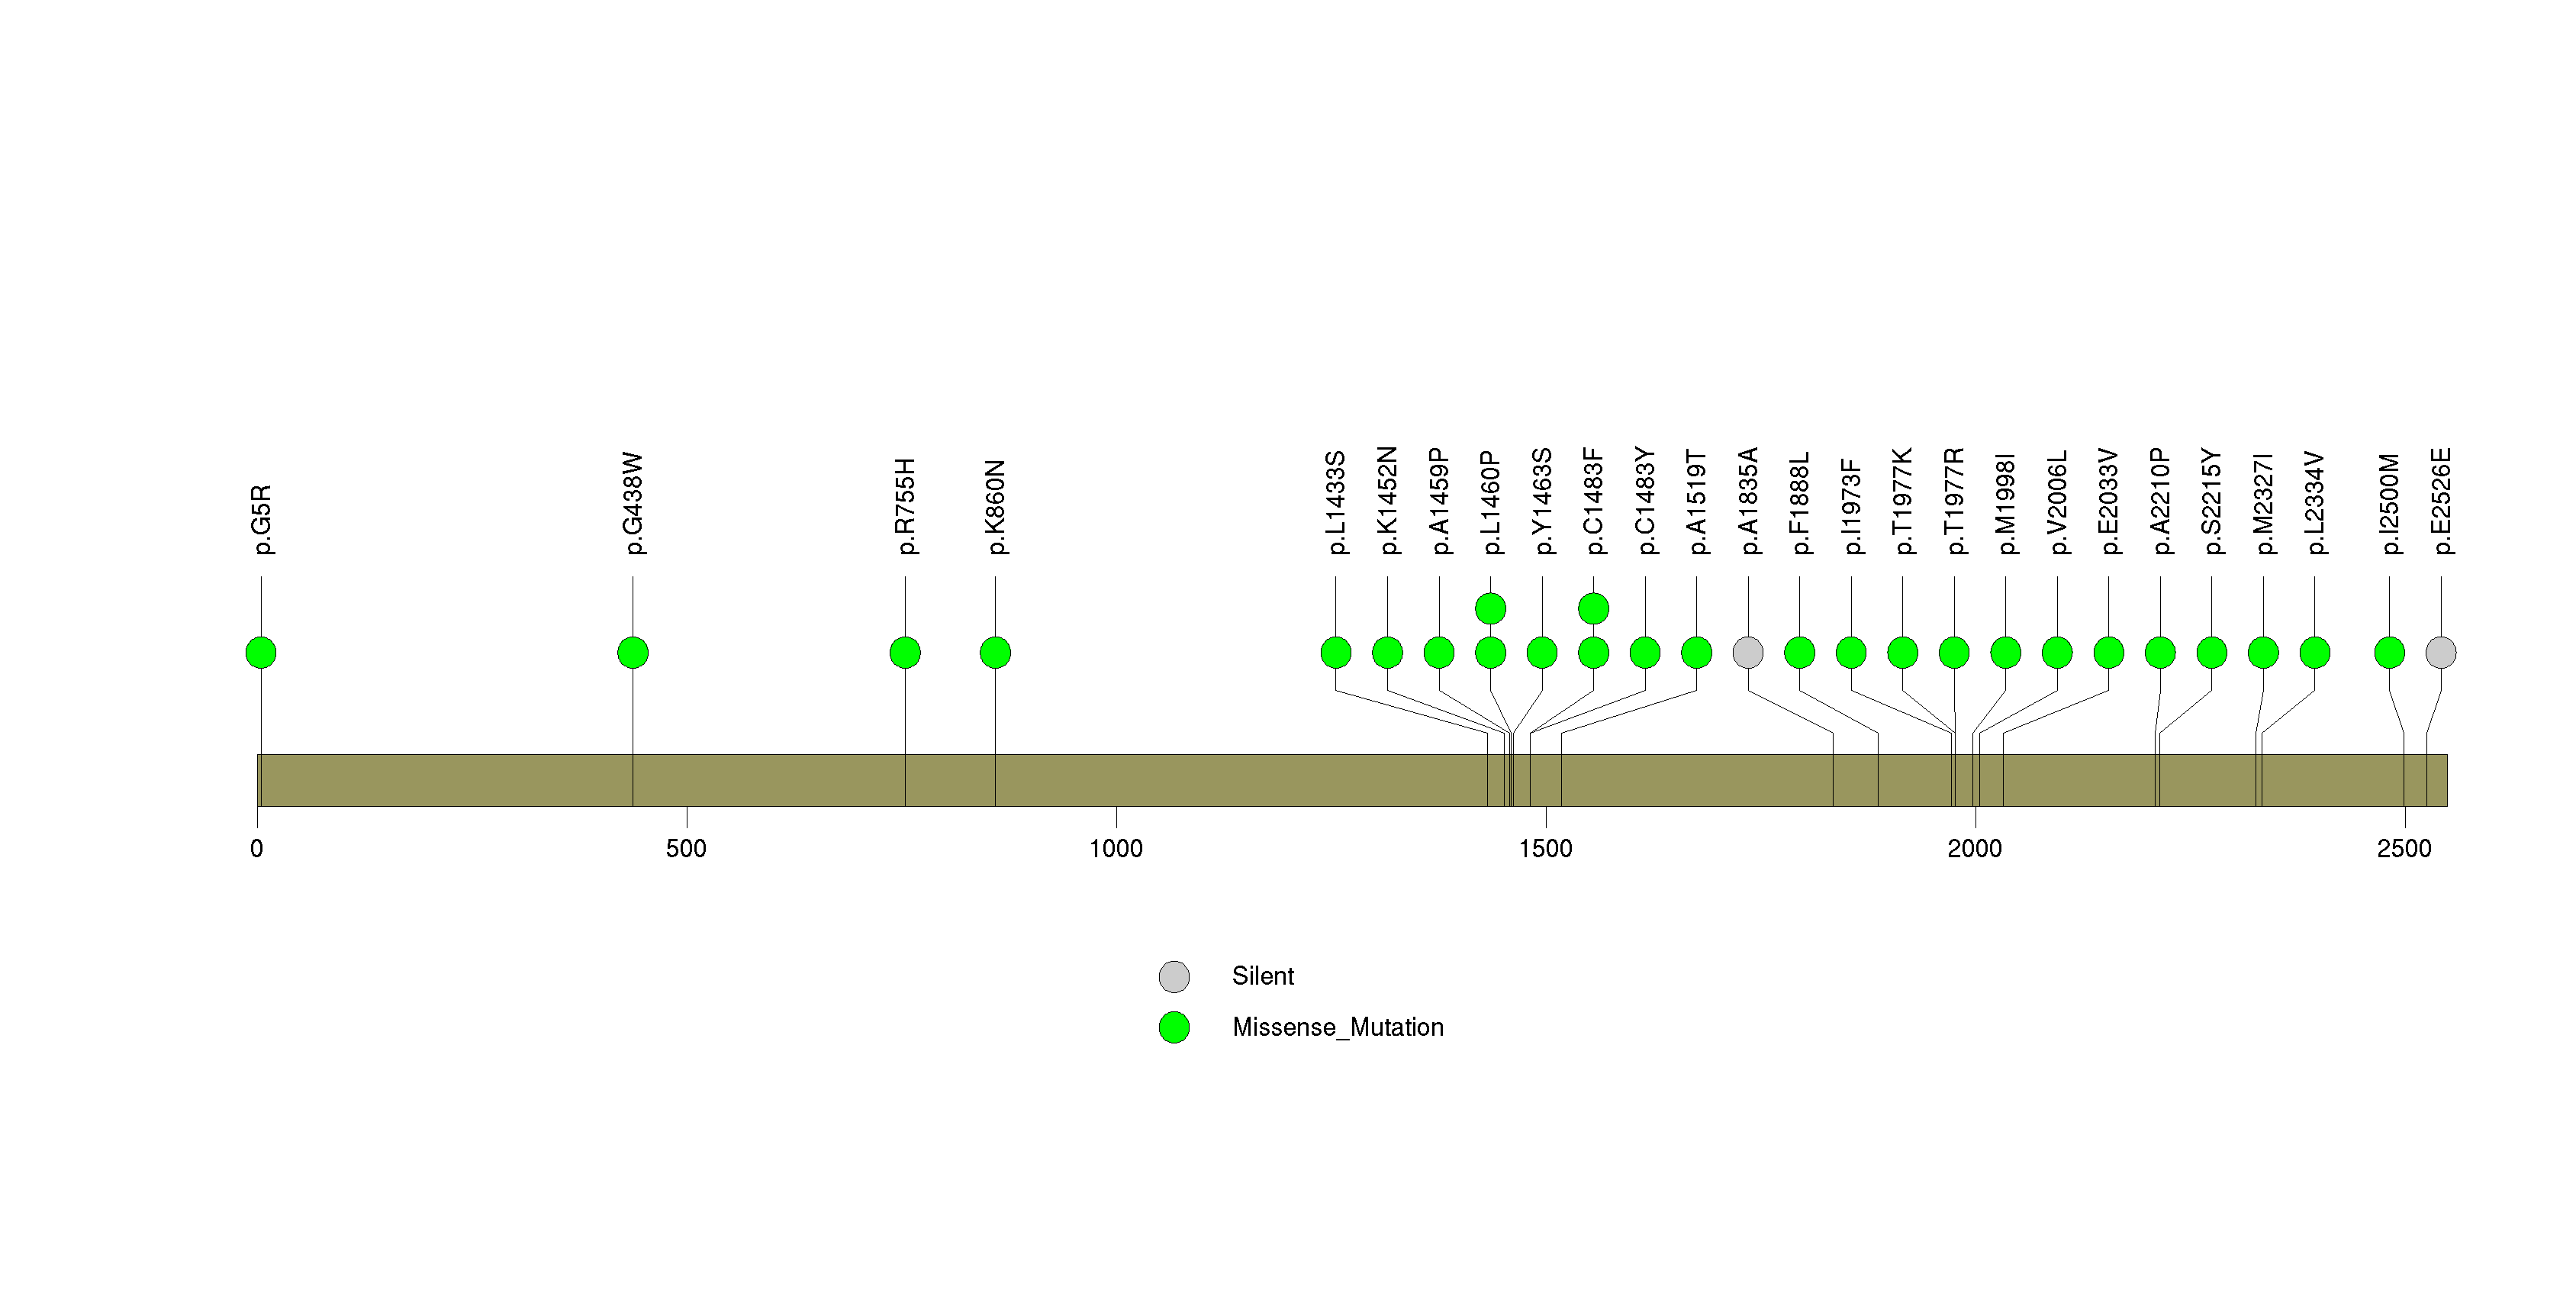 p.G5R
p.G438W
p.R755H
p.K860N
p.L1433S
p.K1452N
p.A1459P
p.L1460P
p.Y1463S
p.C1483F
p.C1483Y
p.A1519T
p.A1835A
p.F1888L
p.I1973F
p.T1977K
p.T1977R
p.M1998I
p.V2006L
p.E2033V
p.A2210P
p.S2215Y
p.M2327I
p.L2334V
p.I2500M
p.E2526E
0 500 1000 1500 2000 2500
Silent
Missense_Mutation